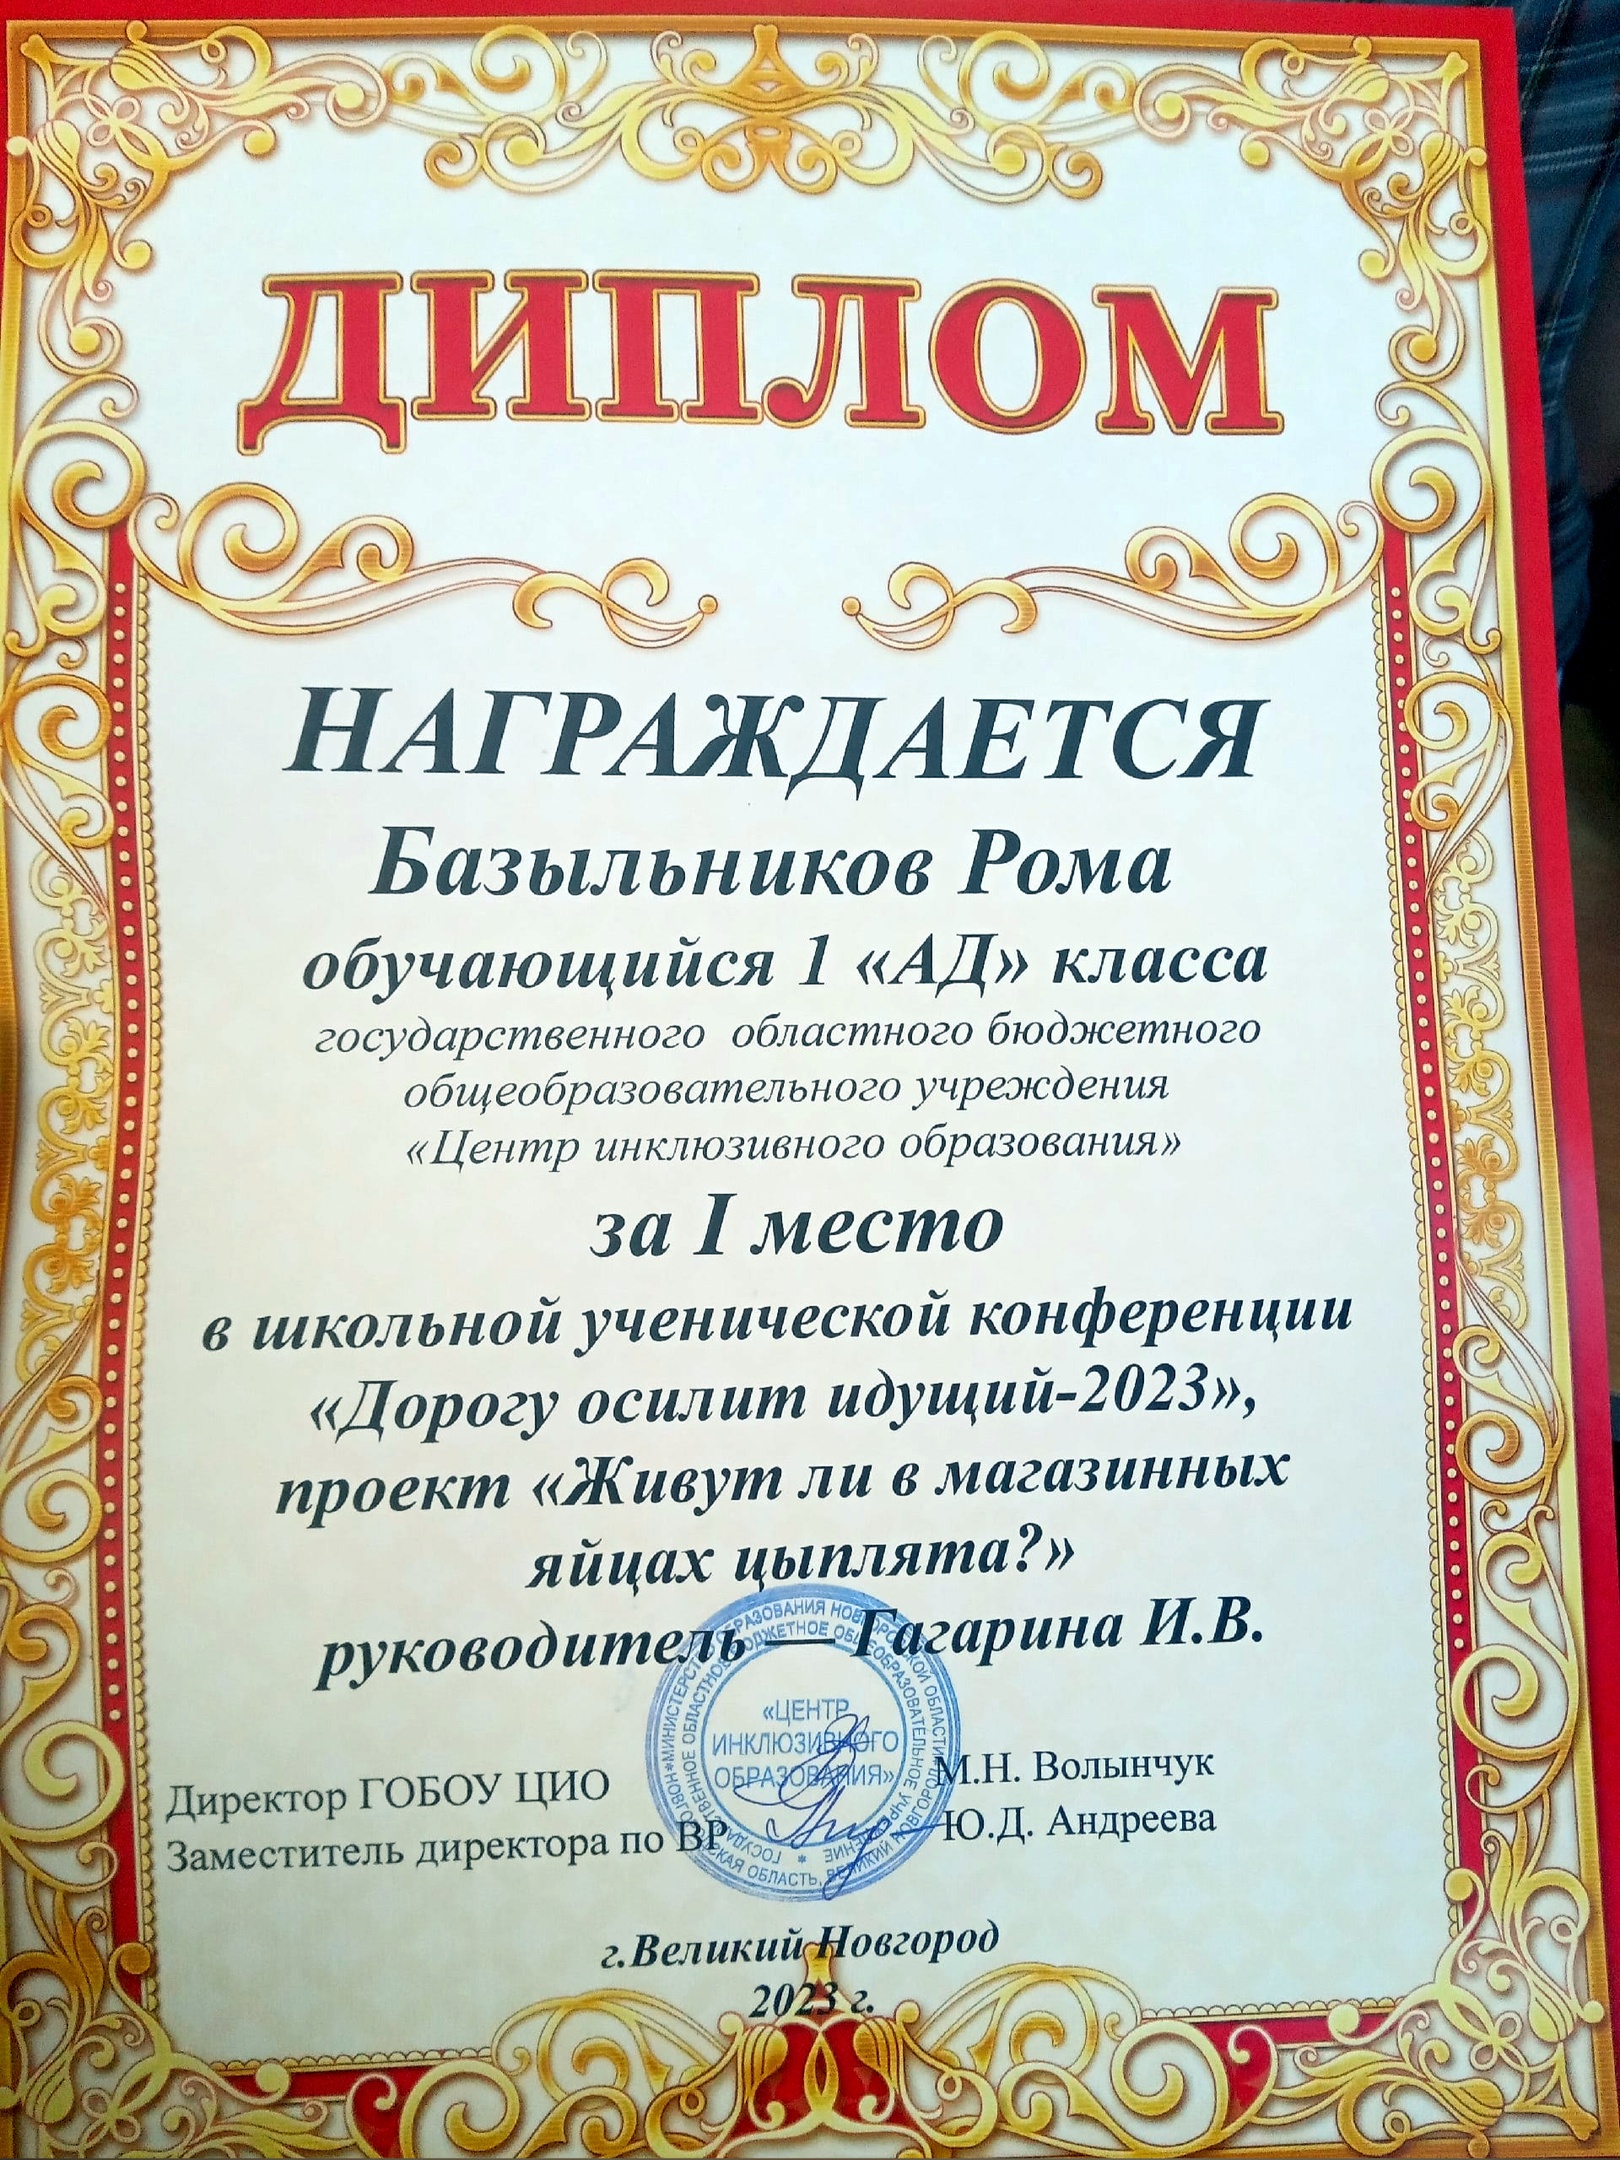 ДИПЛОМ
НАГРАЖДАЕТСЯ
Базыльников Рома
обучающийся 1 «АД» класса
государственного областного бюджетного
общеобразовательного учреждения
«Центр инклюзивного образования»
за I место
в школьной ученической конференции
«Дорогу осилит идущий-2023»,
проект «Живут ли в магазинных
яйцах цыплята?»
руководитель — Гагарина И.В.
«ЦЕНТР
ИНКЛЮЗИВНОГО
ОБРАЗОВАНИЯ»
Директор ГОБОУ ЦИО М.Н. Волынчук
Заместитель директора по ВР Ю.Д. Андреева
г.Великий Новгород
2023 г.